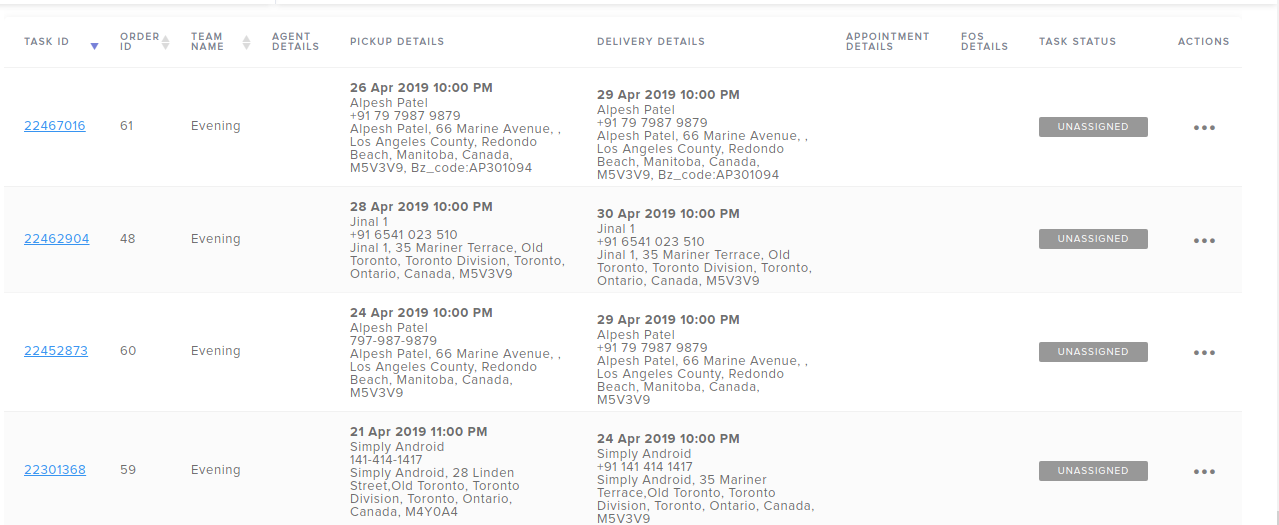 TASK ID
ORDER
ID
TEAM
NAME
AGENT
DETAILS
PICKUP DETAILS
DELIVERY DETAILS
APPOINTMENT
DETAILS
FOS
DETAILS
TASK STATUS
ACTIONS
22467016
61
Evening
26 Apr 2019 10:00 PM
Alpesh Patel
+91 79 7987 9879
Alpesh Patel, 66 Marine Avenue, ,
Los Angeles County, Redondo
Beach, Manitoba, Canada,
M5V3V9, Bz_code:AP301094
29 Apr 2019 10:00 PM
Alpesh Patel
+91 79 7987 9879
Alpesh Patel, 66 Marine Avenue, ,
Los Angeles County, Redondo
Beach, Manitoba, Canada,
M5V3V9, Bz_code:AP301094
UNASSIGNED
22462904
48
Evening
28 Apr 2019 10:00 PM
Jinal 1
+91 6541 023 510
Jinal 1, 35 Mariner Terrace, Old
Toronto, Toronto Division, Toronto,
Ontario, Canada, M5V3V9
30 Apr 2019 10:00 PM
Jinal 1
+91 6541 023 510
Jinal 1, 35 Mariner Terrace, Old
Toronto, Toronto Division, Toronto,
Ontario, Canada, M5V3V9
UNASSIGNED
22452873
60
Evening
24 Apr 2019 10:00 PM
Alpesh Patel
797-987-9879
Alpesh Patel, 66 Marine Avenue, ,
Los Angeles County, Redondo
Beach, Manitoba, Canada,
M5V3V9
29 Apr 2019 10:00 PM
Alpesh Patel
+91 79 7987 9879
Alpesh Patel, 66 Marine Avenue, ,
Los Angeles County, Redondo
Beach, Manitoba, Canada,
M5V3V9
UNASSIGNED
22301368
59
Evening
21 Apr 2019 11:00 PM
Simply Android
141-414-1417
Simply Android, 28 Linden
Street,Old Toronto, Toronto
Division, Toronto, Ontario,
Canada, M4Y0A4
24 Apr 2019 10:00 PM
Simply Android
+91 141 414 1417
Simply Android, 35 Mariner
Terrace,Old Toronto, Toronto
Division, Toronto, Ontario, Canada,
M5V3V9
UNASSIGNED